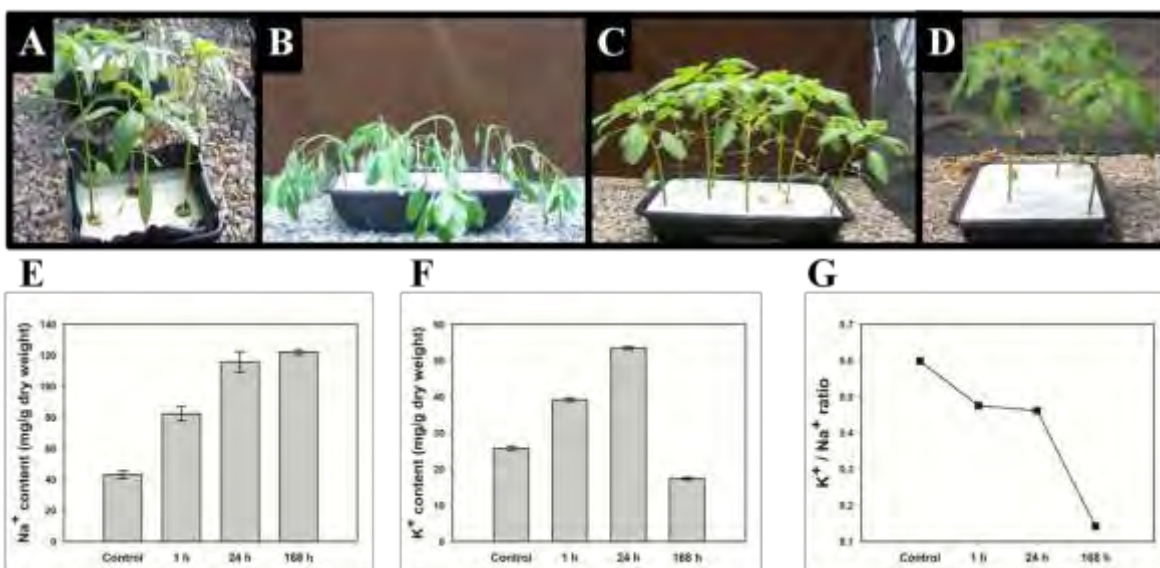 A B C D
E F G
Na⁺ content (mg/g dry weight)
140
120
100
80
60
40
20
0
Control 1 h 24 h 168 h
K⁺ content (mg/g dry weight)
60
50
40
30
20
10
0
Control 1 h 24 h 168 h
K⁺ / Na⁺ ratio
0.7
0.6
0.5
0.4
0.3
0.2
0.1
Control 1 h 24 h 168 h